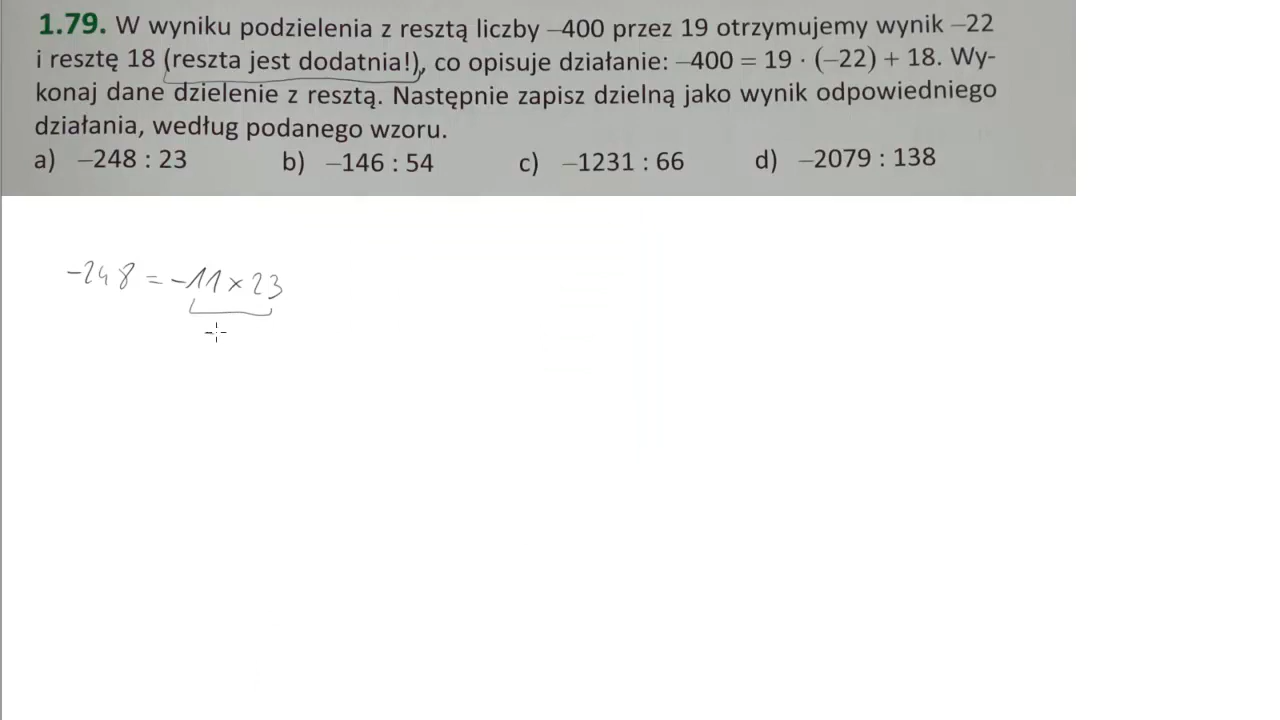 1.79. W wyniku podzielenia z resztą liczby –400 przez 19 otrzymujemy wynik –22
i resztę 18 (reszta jest dodatnia!), co opisuje działanie: –400 = 19 · (–22) + 18. Wy-
konaj dane dzielenie z resztą. Następnie zapisz dzielną jako wynik odpowiedniego
działania, według podanego wzoru.
a) –248 : 23 b) –146 : 54 c) –1231 : 66 d) –2079 : 138
-248 = -11 × 23